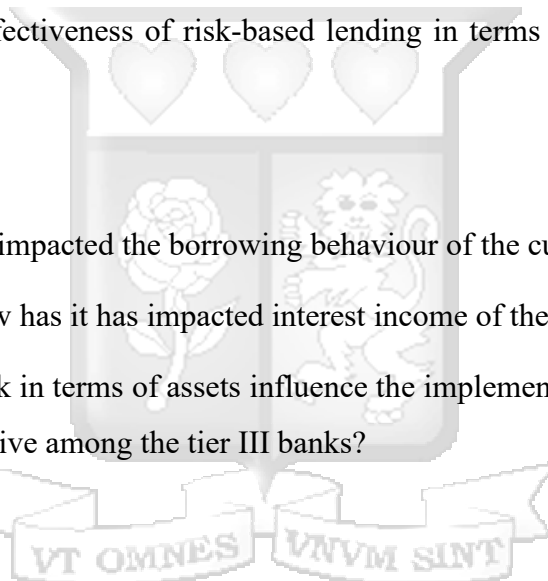 fectiveness of risk-based lending in terms
impacted the borrowing behaviour of the cu
has it has impacted interest income of the
k in terms of assets influence the implemen
ive among the tier III banks?
VT OMNES VNVM SINT